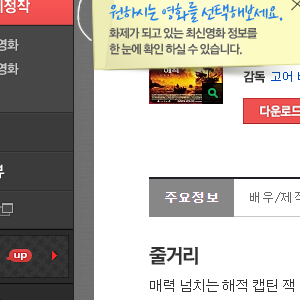 정작
원하시는 영화를 선택해보세요.
화제가 되고 있는 최신영화 정보를
한 눈에 확인 하실 수 있습니다.
영화
영화
감독 고어
다운로드
뷰
주요정보
배우/제작
up
줄거리
매력 넘치는 해적 캡틴 잭